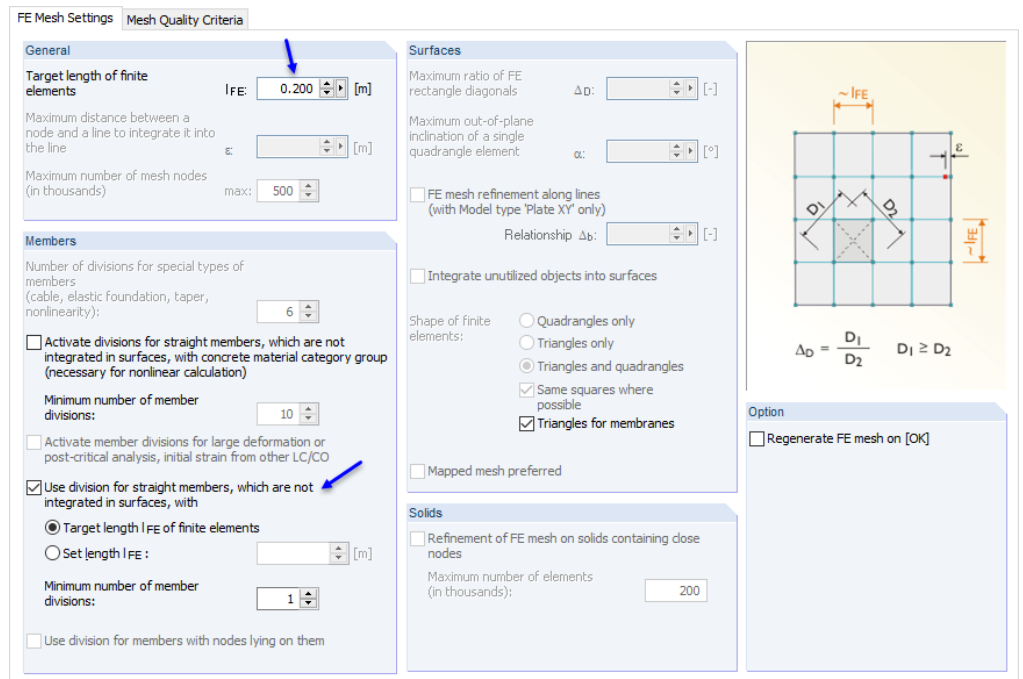 FE Mesh Settings
Mesh Quality Criteria
General
Target length of finite
elements
lFE:
0.200
[m]
Maximum distance between a
node and a line to integrate it into
the line
ε:
[m]
Maximum number of mesh nodes
(in thousands)
max:
500
Members
Number of divisions for special types of
members
(cable, elastic foundation, taper,
nonlinearity):
6
Activate divisions for straight members, which are not
integrated in surfaces, with concrete material category group
(necessary for nonlinear calculation)
Minimum number of member
divisions:
10
Activate member divisions for large deformation or
post-critical analysis, initial strain from other LC/CO
Use division for straight members, which are not
integrated in surfaces, with
Target length lFE of finite elements
Set length lFE :
[m]
Minimum number of member
divisions:
1
Use division for members with nodes lying on them
Surfaces
Maximum ratio of FE
rectangle diagonals
ΔD:
[-]
Maximum out-of-plane
inclination of a single
quadrangle element
α:
[°]
FE mesh refinement along lines
(with Model type 'Plate XY' only)
Relationship Δb:
[-]
Integrate unutilized objects into surfaces
Shape of finite
elements:
Quadrangles only
Triangles only
Triangles and quadrangles
Same squares where
possible
Triangles for membranes
Mapped mesh preferred
Solids
Refinement of FE mesh on solids containing close
nodes
Maximum number of elements
(in thousands):
200
~ lFE
ε
D1
D2
~ lFE
ΔD = D1 / D2 D1 ≥ D2
Option
Regenerate FE mesh on [OK]